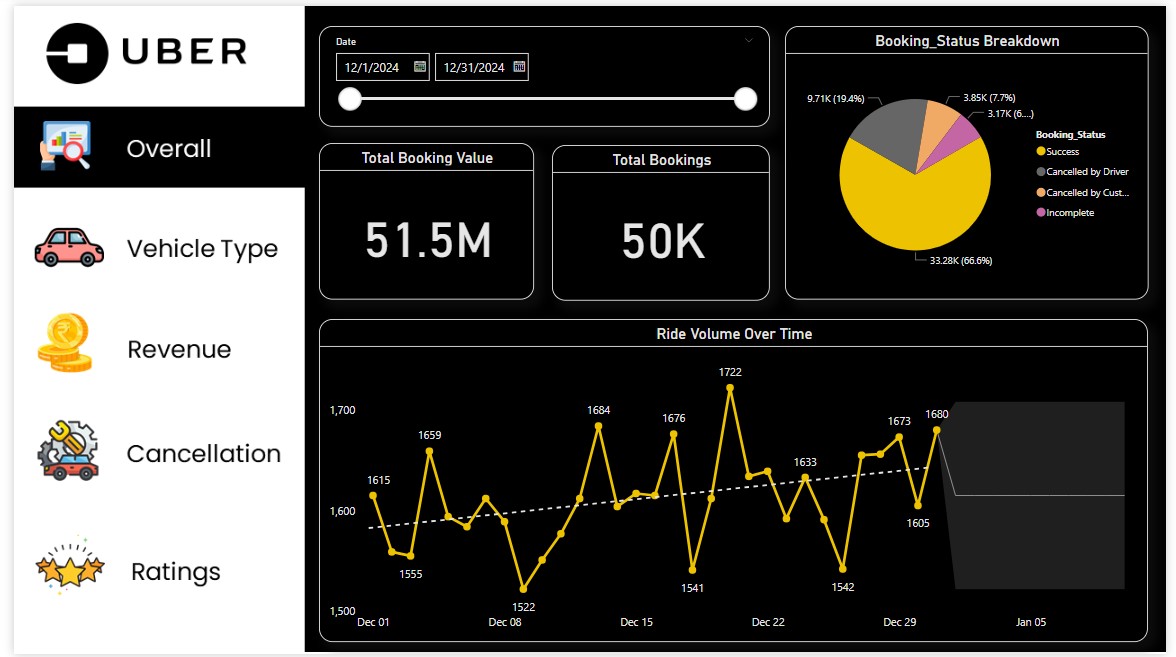 UBER
Overall
Vehicle Type
Revenue
Cancellation
Ratings
Date
12/1/2024
12/31/2024
Total Booking Value
51.5M
Total Bookings
50K
Booking_Status Breakdown
9.71K (19.4%)
3.85K (7.7%)
3.17K (6....)
33.28K (66.6%)
Booking_Status
Success
Cancelled by Driver
Cancelled by Cust...
Incomplete
Ride Volume Over Time
1,700
1,600
1,500
1615
1555
1659
1522
1684
1676
1541
1722
1633
1542
1673
1605
1680
Dec 01
Dec 08
Dec 15
Dec 22
Dec 29
Jan 05